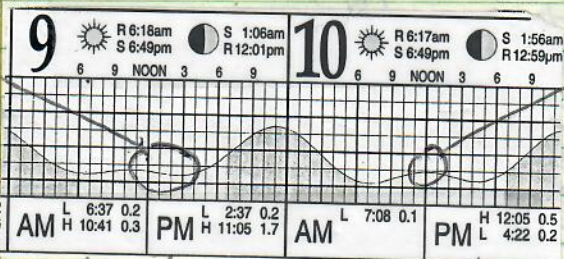 9 R 6:18am S 1:06am
S 6:49pm R 12:01pm
6 9 NOON 3 6 9
AM L 6:37 0.2
H 10:41 0.3
PM L 2:37 0.2
H 11:05 1.7
10 R 6:17am S 1:56am
S 6:49pm R 12:59pm
6 9 NOON 3 6 9
AM L 7:08 0.1
PM H 12:05 0.5
L 4:22 0.2